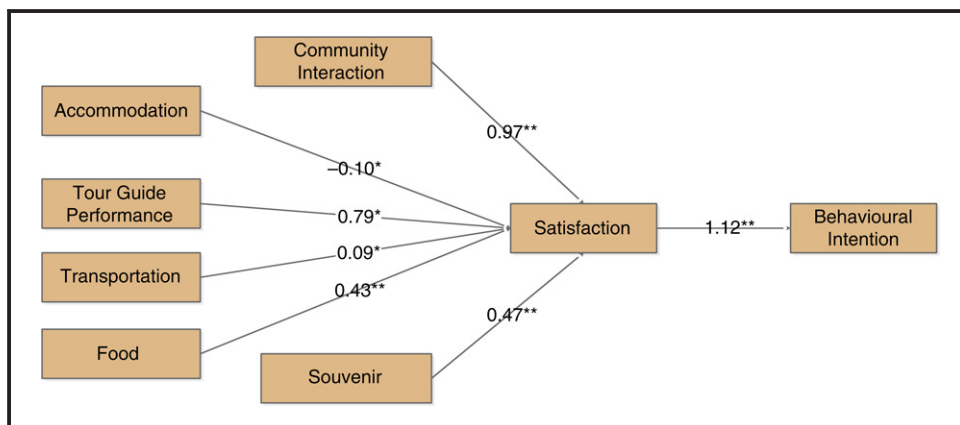 Community
Interaction
Accommodation
0.97**
–0.10*
Tour Guide
Performance
0.79*
Satisfaction
1.12**
Behavioural
Intention
Transportation
0.09*
0.43**
0.47**
Food
Souvenir